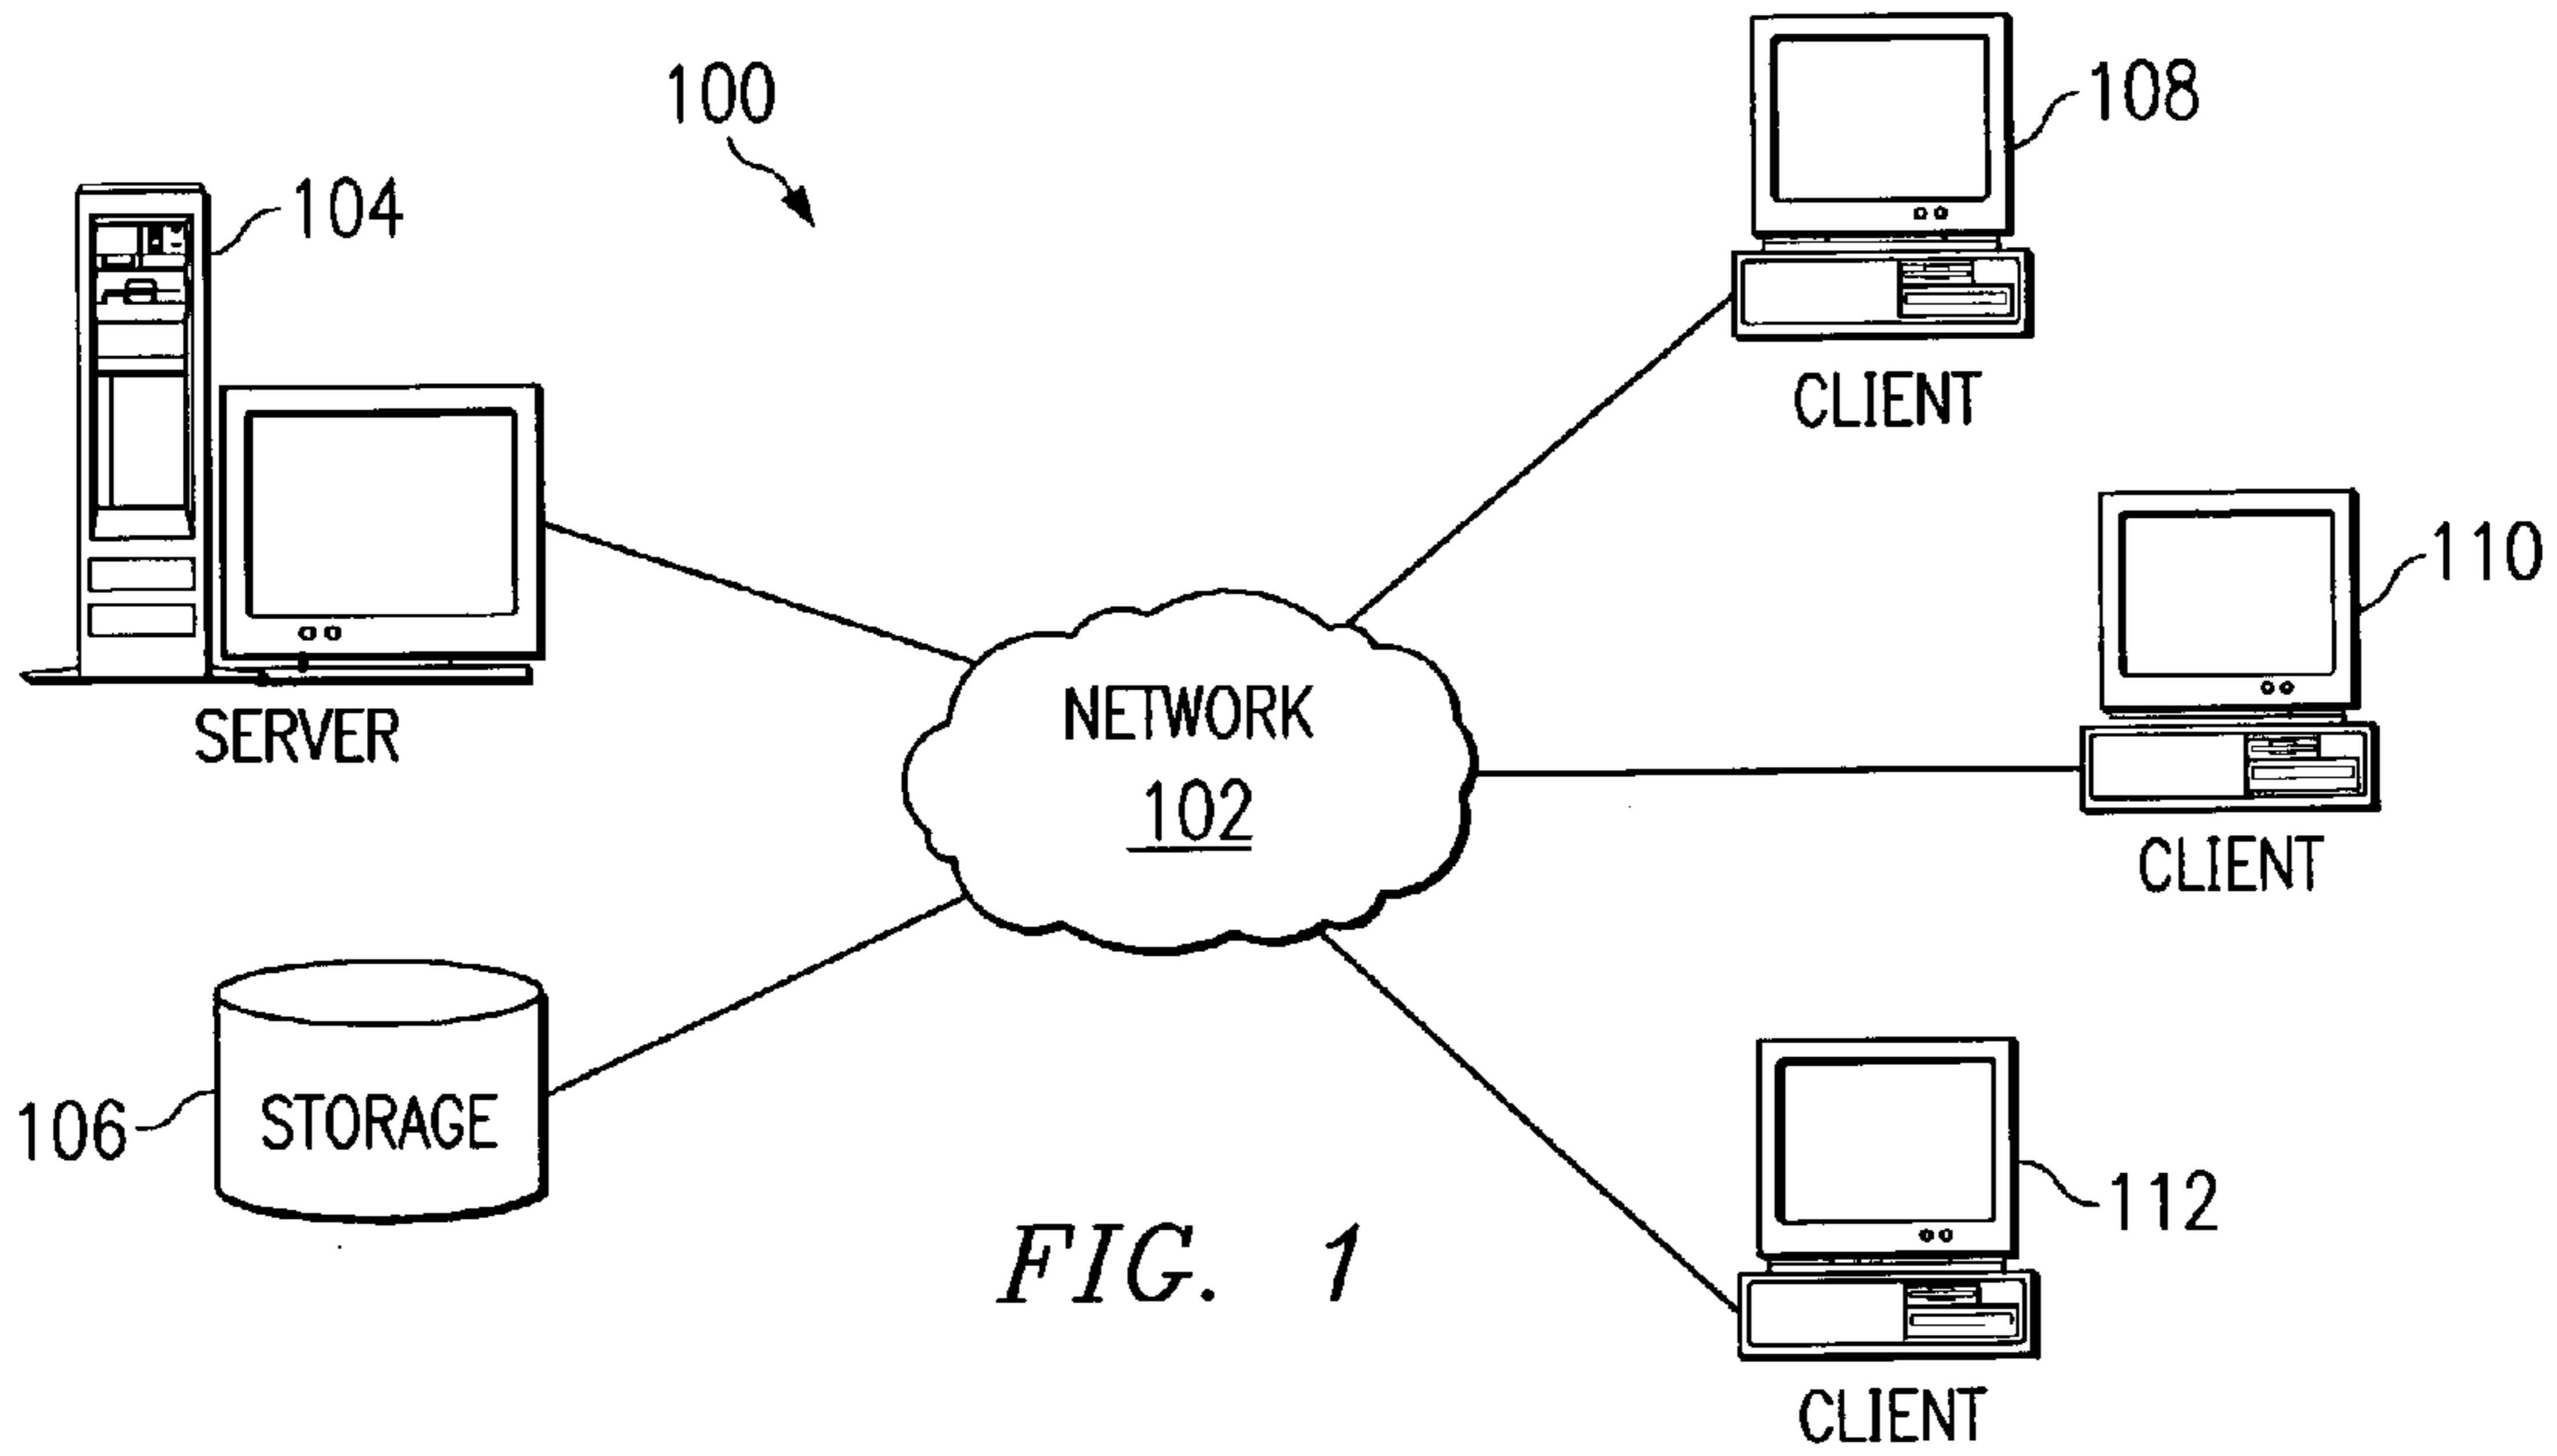 100
108
104
CLIENT
110
SERVER
NETWORK
102
CLIENT
106
STORAGE
112
FIG. 1
CLIENT